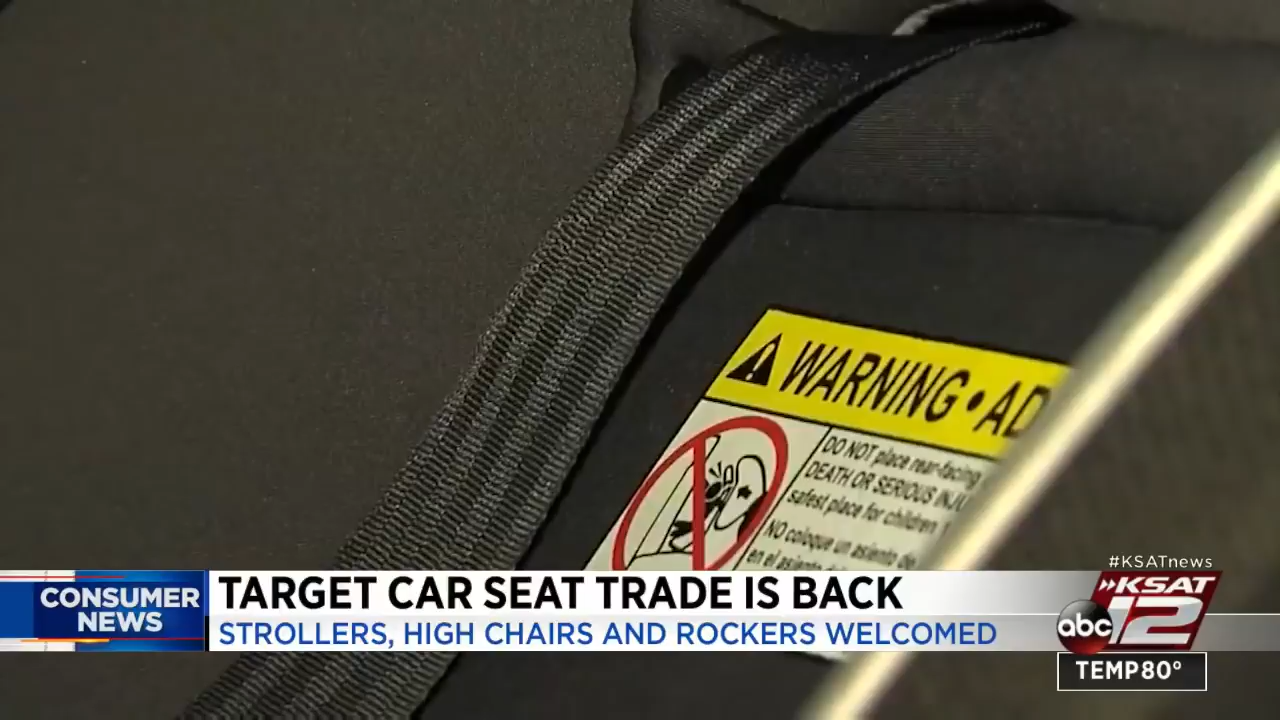 WARNING • AD
DO NOT place rear-facing
DEATH OR SERIOUS INJU
safest place for children
NO coloque un asiento de
en el asiento
#KSATnews
CONSUMER
NEWS
TARGET CAR SEAT TRADE IS BACK
STROLLERS, HIGH CHAIRS AND ROCKERS WELCOMED
KSAT
abc 12
TEMP80°